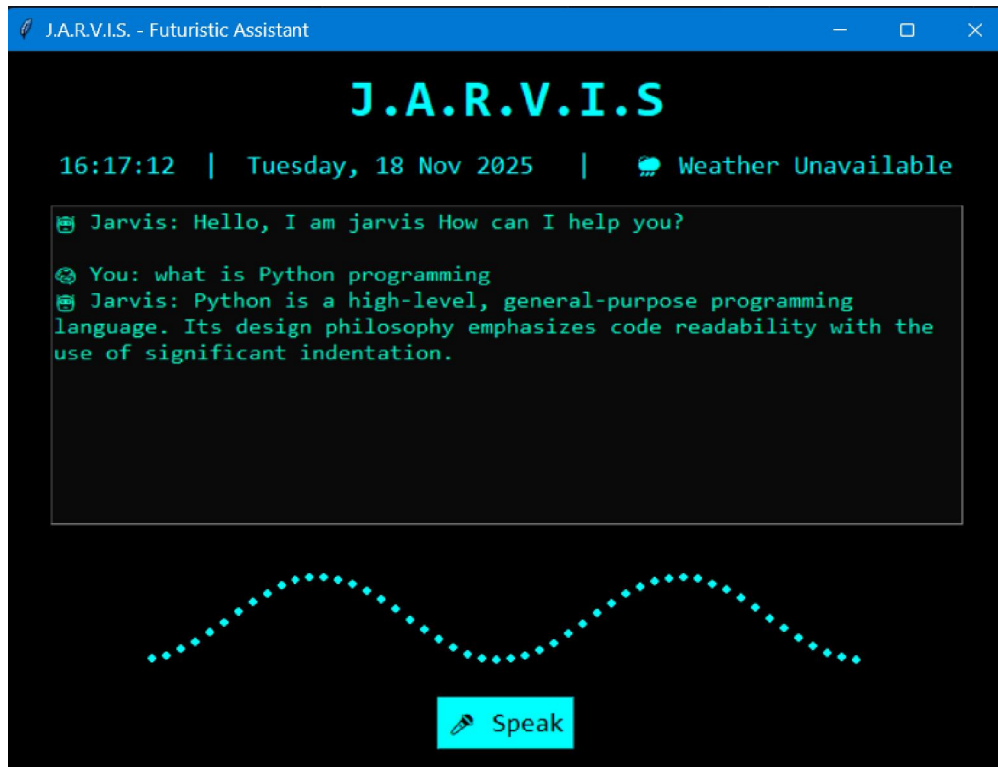 J.A.R.V.I.S. - Futuristic Assistant
J.A.R.V.I.S
16:17:12 | Tuesday, 18 Nov 2025 | 🌧 Weather Unavailable
🤖 Jarvis: Hello, I am jarvis How can I help you?
🧠 You: what is Python programming
🤖 Jarvis: Python is a high-level, general-purpose programming
language. Its design philosophy emphasizes code readability with the
use of significant indentation.
🎤 Speak